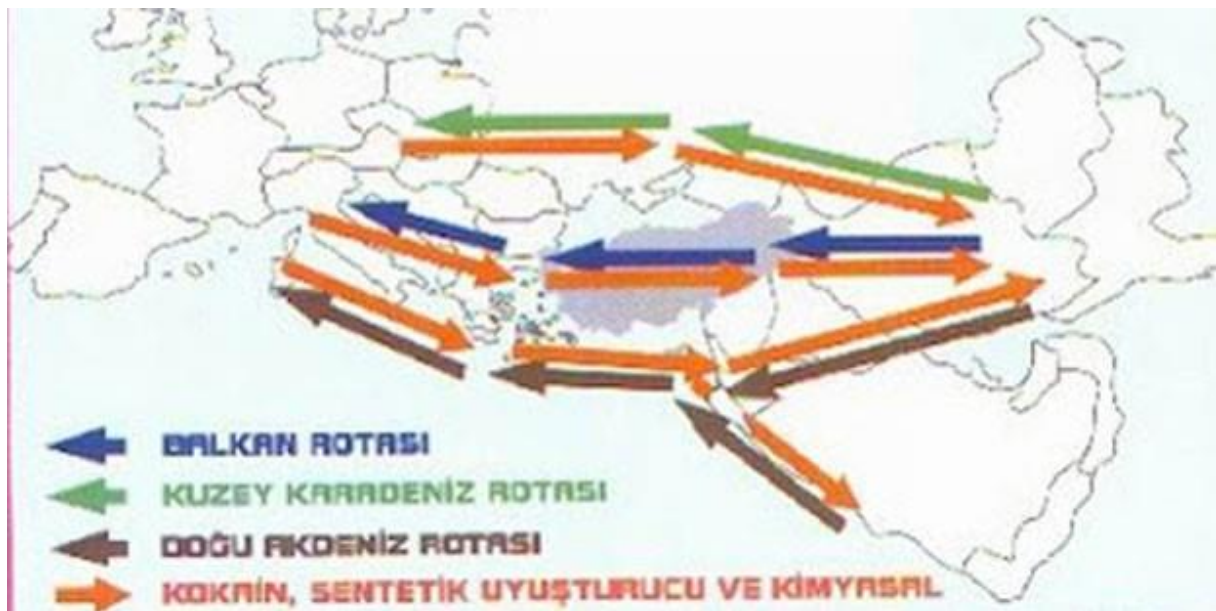 BALKAN ROTASI
KUZEY KARADENİZ ROTASI
DOĞU AKDENİZ ROTASI
KOKAİN, SENTETİK UYUŞTURUCU VE KİMYASAL